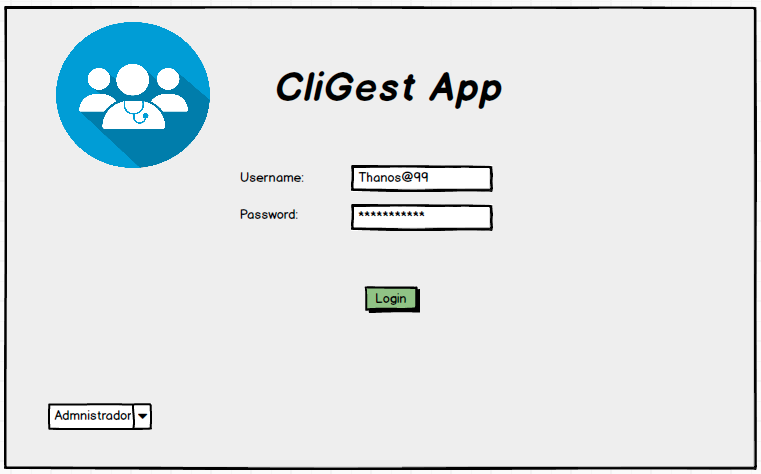 CliGest App
Username: Thanos@99
Password: ***********
Login
Admnistrador